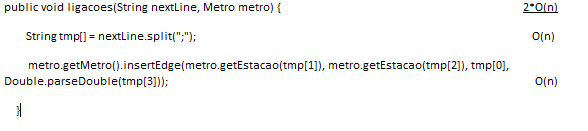 public void ligacoes(String nextLine, Metro metro) { 2*O(n)
String tmp[] = nextLine.split(";"); O(n)
metro.getMetro().insertEdge(metro.getEstacao(tmp[1]), metro.getEstacao(tmp[2]), tmp[0],
Double.parseDouble(tmp[3])); O(n)
}